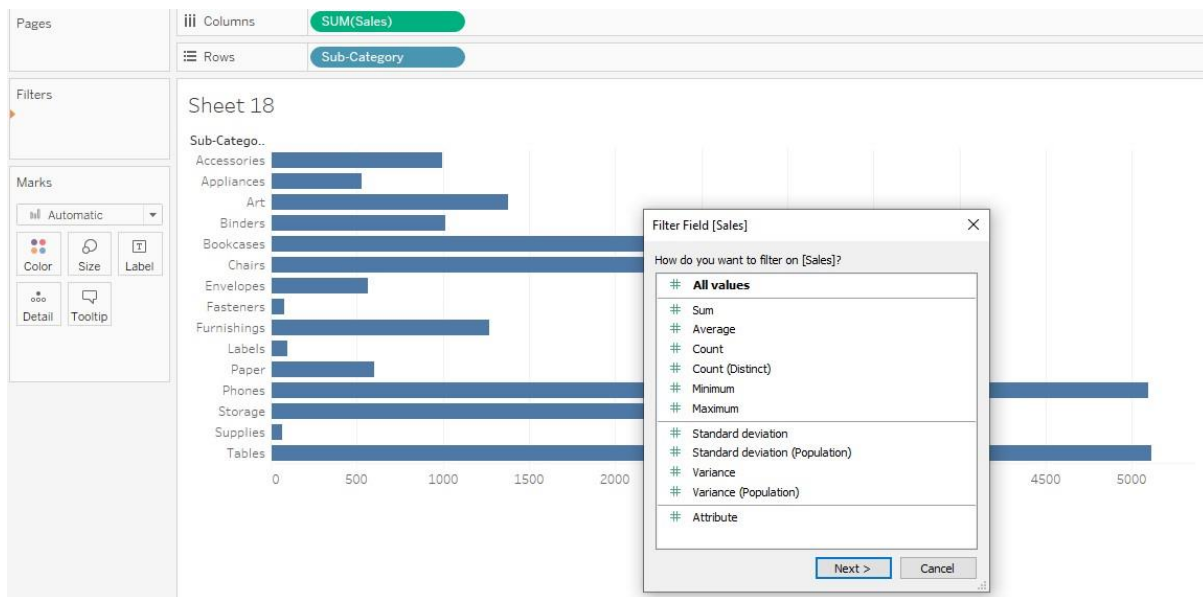 Pages
Columns SUM(Sales)
Rows Sub-Category
Filters
Sheet 18
Sub-Catego..
Accessories
Appliances
Art
Binders
Bookcases
Chairs
Envelopes
Fasteners
Furnishings
Labels
Paper
Phones
Storage
Supplies
Tables
0 500 1000 1500 2000 4500 5000
Marks
Automatic
Color Size Label
Detail Tooltip
Filter Field [Sales]
How do you want to filter on [Sales]?
# All values
# Sum
# Average
# Count
# Count (Distinct)
# Minimum
# Maximum
# Standard deviation
# Standard deviation (Population)
# Variance
# Variance (Population)
# Attribute
Next > Cancel